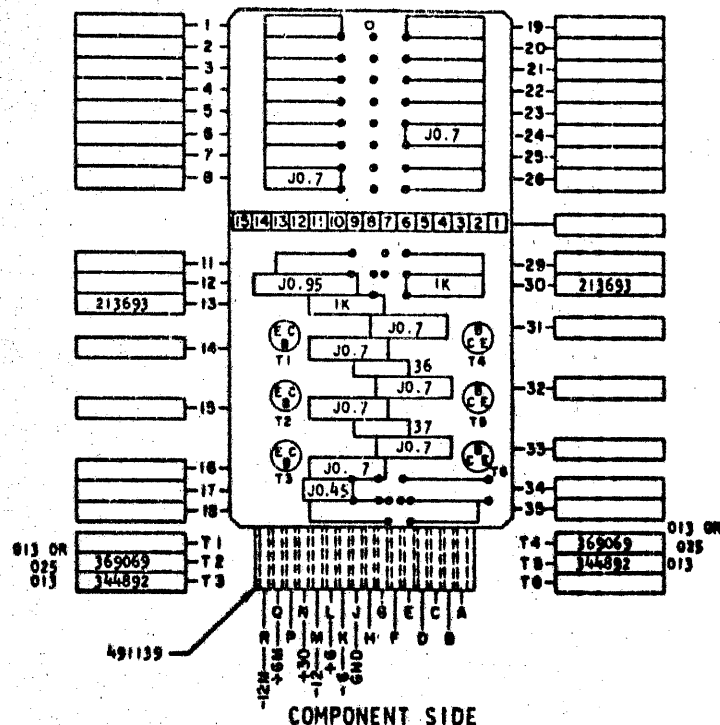 1 19
2 20
3 21
4 22
5 23
6 J0.7 24
7 25
8 J0.7 26
15 14 13 12 11 10 9 8 7 6 5 4 3 2 1
11 29
12 J0.95 1K 30 213693
213693 13 1K
J0.7 31
E C B B C E
14 J0.7
T1 36 T4
J0.7 32
E C B B C E
15 J0.7
T2 37 T5
J0.7 33
E C B B C E
16 J0.7 T6
T3
17 J0.45 34
18 35
013 OR T1 T4 369069 013 OR
025 369069 T2 T5 344892 025
013 344892 T3 T6 013
491139
R Q P N M L K J H G F E D C B A
-12M +6M +30 -12 +6 -6 GND
COMPONENT SIDE